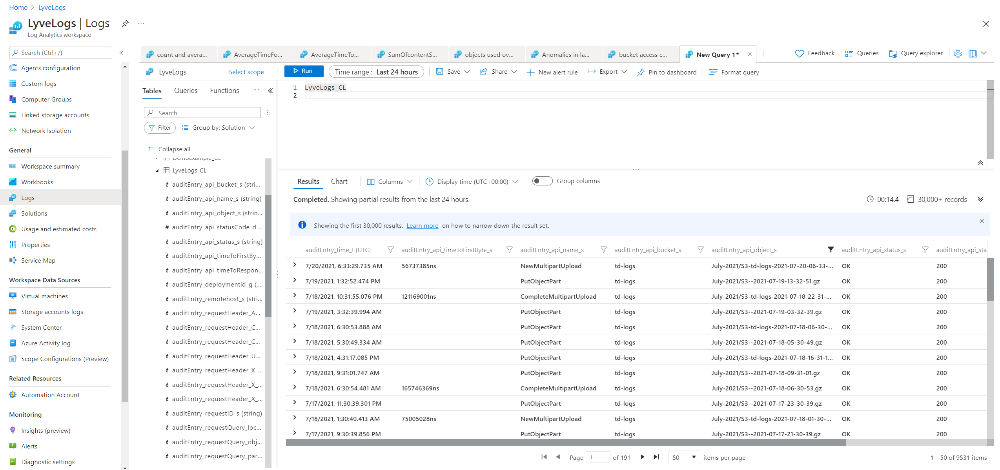 Home > LyveLogs
LyveLogs | Logs ...
Log Analytics workspace
Search (Ctrl+/)
«
Agents configuration
Custom logs
Computer Groups
Linked storage accounts
Network Isolation
General
Workspace summary
Workbooks
Logs
Solutions
Usage and estimated costs
Properties
Service Map
Workspace Data Sources
Virtual machines
Storage accounts logs
System Center
Azure Activity log
Scope Configurations (Preview)
Related Resources
Automation Account
Monitoring
Insights (preview)
Alerts
Diagnostic settings
count and avera... AverageTimeFo... AverageTimeTo... SumOfcontentS... objects used ov... Anomalies in la... bucket access c... New Query 1* × + Feedback Queries Query explorer
LyveLogs Select scope Run Time range : Last 24 hours Save Share New alert rule Export Pin to dashboard Format query
Tables Queries Functions ... «
Search
Filter Group by: Solution
Collapse all
DemoExample_CL
LyveLogs_CL
t auditEntry_api_bucket_s (stri...
t auditEntry_api_name_s (string)
t auditEntry_api_object_s (strin...
# auditEntry_api_statusCode_d ...
t auditEntry_api_status_s (string)
t auditEntry_api_timeToFirstBy...
t auditEntry_api_timeToRespon...
t auditEntry_deploymentid_g (...
t auditEntry_remotehost_s (stri...
t auditEntry_requestHeader_A...
t auditEntry_requestHeader_C...
t auditEntry_requestHeader_C...
t auditEntry_requestHeader_U...
t auditEntry_requestHeader_X_...
t auditEntry_requestHeader_X_...
t auditEntry_requestHeader_X_...
t auditEntry_requestID_s (string)
t auditEntry_requestQuery_loc...
t auditEntry_requestQuery_obj...
t auditEntry_requestQuery_par...
1 LyveLogs_CL
2
Results Chart Columns Display time (UTC+00:00) Group columns
Completed. Showing partial results from the last 24 hours. 00:14.4 30,000+ records
Showing the first 30,000 results. Learn more on how to narrow down the result set.
auditEntry_time_t [UTC] auditEntry_api_timeToFirstByte_s auditEntry_api_name_s auditEntry_api_bucket_s auditEntry_api_object_s auditEntry_api_status_s auditEntry_api_sta
7/20/2021, 6:33:29.735 AM 56737385ns NewMultipartUpload td-logs July-2021/S3-td-logs-2021-07-20-06-33-... OK 200
7/19/2021, 1:32:52.474 PM PutObjectPart td-logs July-2021/S3--2021-07-19-13-32-51.gz OK 200
7/18/2021, 10:31:55.076 PM 121169001ns CompleteMultipartUpload td-logs July-2021/S3-td-logs-2021-07-18-22-31-... OK 200
7/19/2021, 3:32:39.994 AM PutObjectPart td-logs July-2021/S3--2021-07-19-03-32-39.gz OK 200
7/18/2021, 6:30:53.888 AM PutObjectPart td-logs July-2021/S3-td-logs-2021-07-18-06-30-... OK 200
7/18/2021, 5:30:49.334 AM PutObjectPart td-logs July-2021/S3--2021-07-18-05-30-49.gz OK 200
7/18/2021, 4:31:17.085 PM PutObjectPart td-logs July-2021/S3-td-logs-2021-07-18-16-31-1... OK 200
7/18/2021, 9:31:01.747 AM PutObjectPart td-logs July-2021/S3--2021-07-18-09-31-01.gz OK 200
7/18/2021, 6:30:54.481 AM 165746369ns CompleteMultipartUpload td-logs July-2021/S3--2021-07-18-06-30-53.gz OK 200
7/17/2021, 11:30:39.301 PM PutObjectPart td-logs July-2021/S3--2021-07-17-23-30-39.gz OK 200
7/18/2021, 1:30:40.413 AM 75005028ns NewMultipartUpload td-logs July-2021/S3-td-logs-2021-07-18-01-30-... OK 200
7/17/2021, 9:30:39.856 PM PutObjectPart td-logs July-2021/S3--2021-07-17-21-30-39.gz OK 200
Page 1 of 191 50 items per page 1 - 50 of 9531 items